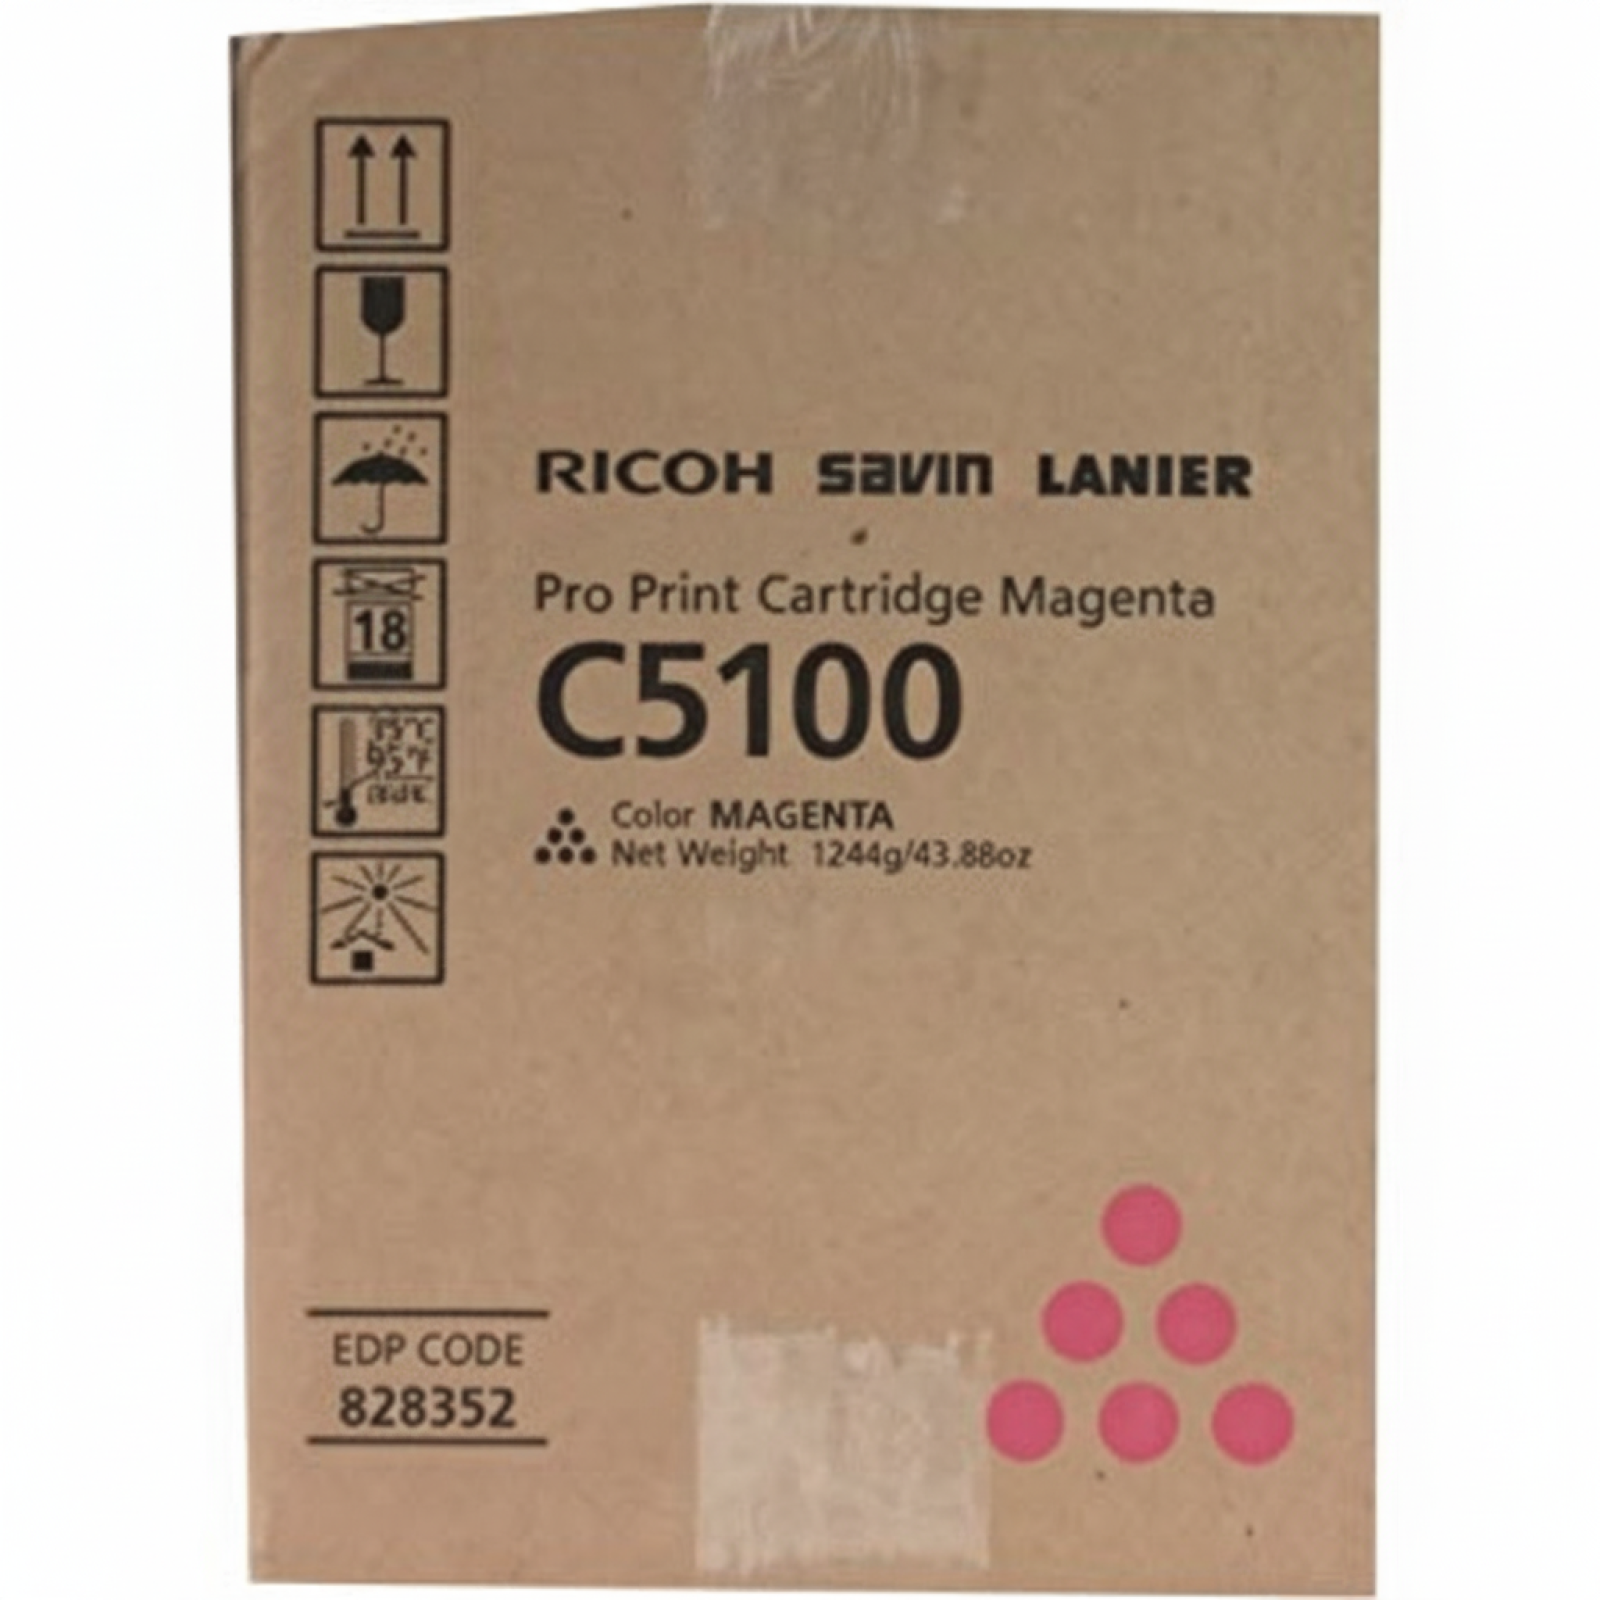 RICOH savin LANIER
Pro Print Cartridge Magenta
C5100
Color MAGENTA
Net Weight 1244g/43.88oz
18
95°F
EDP CODE
828352